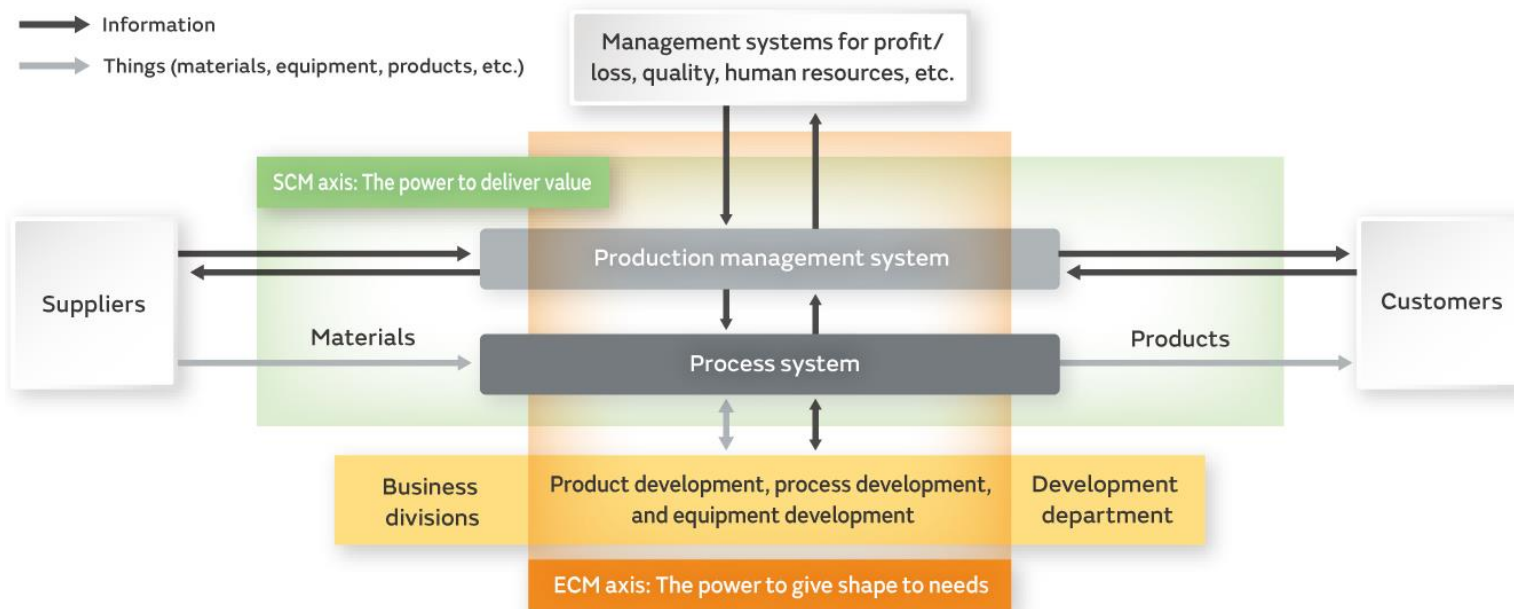 Information
Things (materials, equipment, products, etc.)
Management systems for profit/
loss, quality, human resources, etc.
SCM axis: The power to deliver value
Production management system
Suppliers
Customers
Materials
Products
Process system
Business
divisions
Product development, process development,
and equipment development
Development
department
ECM axis: The power to give shape to needs